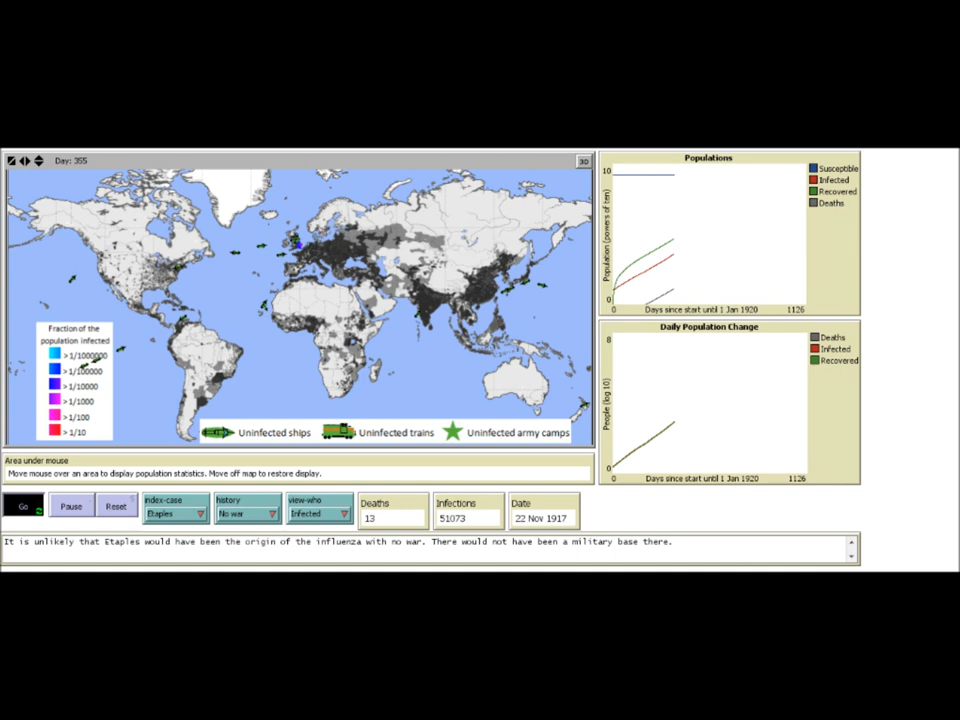 Day: 355
3D
Fraction of the
population infected
>1/1000000
>1/100000
>1/10000
>1/1000
>1/100
>1/10
Uninfected ships
Uninfected trains
Uninfected army camps
Area under mouse
Move mouse over an area to display population statistics. Move off map to restore display.
Go
Pause
Reset
index-case
Etaples
history
No war
view-who
Infected
Deaths
13
Infections
51073
Date
22 Nov 1917
It is unlikely that Etaples would have been the origin of the influenza with no war. There would not have been a military base there.
Populations
10
Population (powers of ten)
0
0
Days since start until 1 Jan 1920
1126
Susceptible
Infected
Recovered
Deaths
Daily Population Change
8
People (log 10)
0
0
Days since start until 1 Jan 1920
1126
Deaths
Infected
Recovered